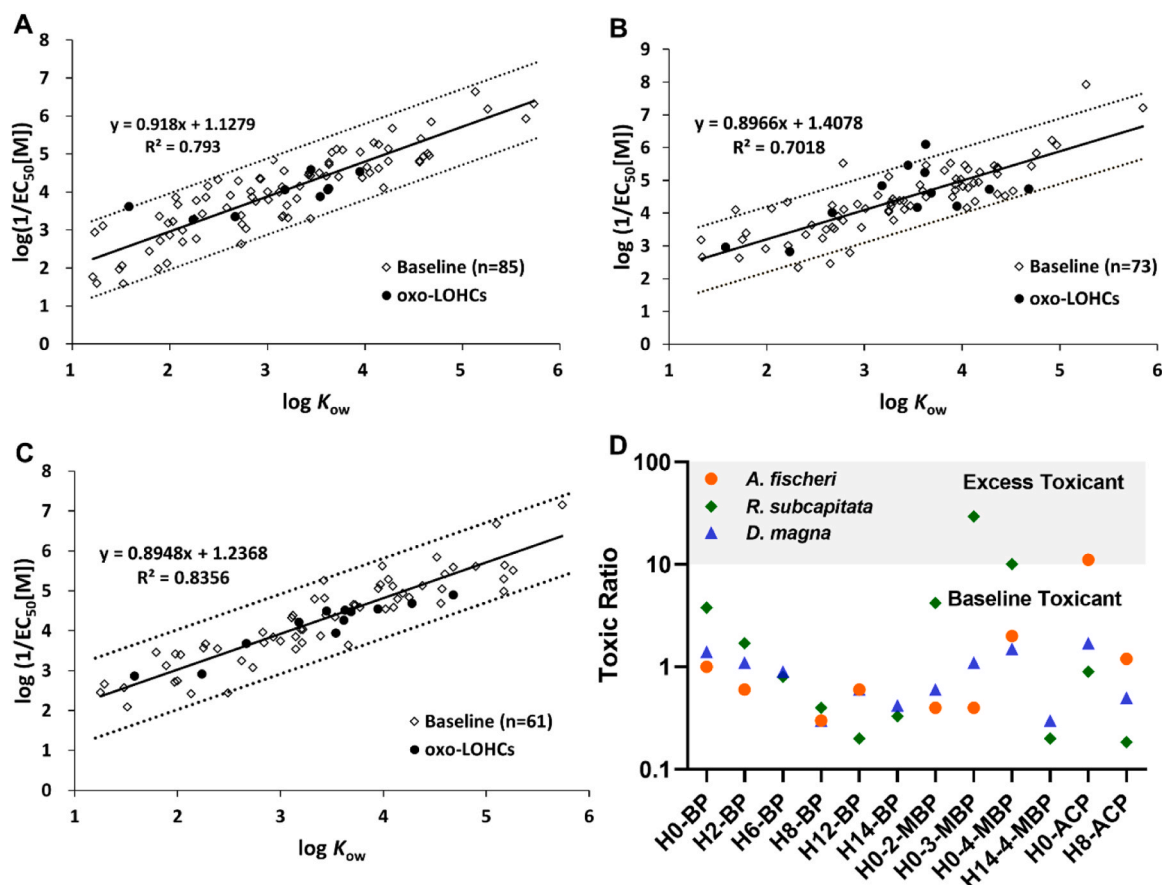 A
8
7
6
5
4
3
2
1
0
log(1/EC50[M])
y = 0.918x + 1.1279
R² = 0.793
◇ Baseline (n=85)
● oxo-LOHCs
1 2 3 4 5 6
log Kow
B
9
8
7
6
5
4
3
2
1
0
log (1/EC50[M])
y = 0.8966x + 1.4078
R² = 0.7018
◇ Baseline (n=73)
● oxo-LOHCs
1 2 3 4 5 6
log Kow
C
8
7
6
5
4
3
2
1
0
log (1/EC50[M])
y = 0.8948x + 1.2368
R² = 0.8356
◇ Baseline (n=61)
● oxo-LOHCs
1 2 3 4 5 6
log Kow
D
100
10
1
0.1
Toxic Ratio
A. fischeri
R. subcapitata
D. magna
Excess Toxicant
Baseline Toxicant
H0-BP
H2-BP
H6-BP
H8-BP
H12-BP
H14-BP
H0-2-MBP
H0-3-MBP
H0-4-MBP
H14-4-MBP
H0-ACP
H8-ACP